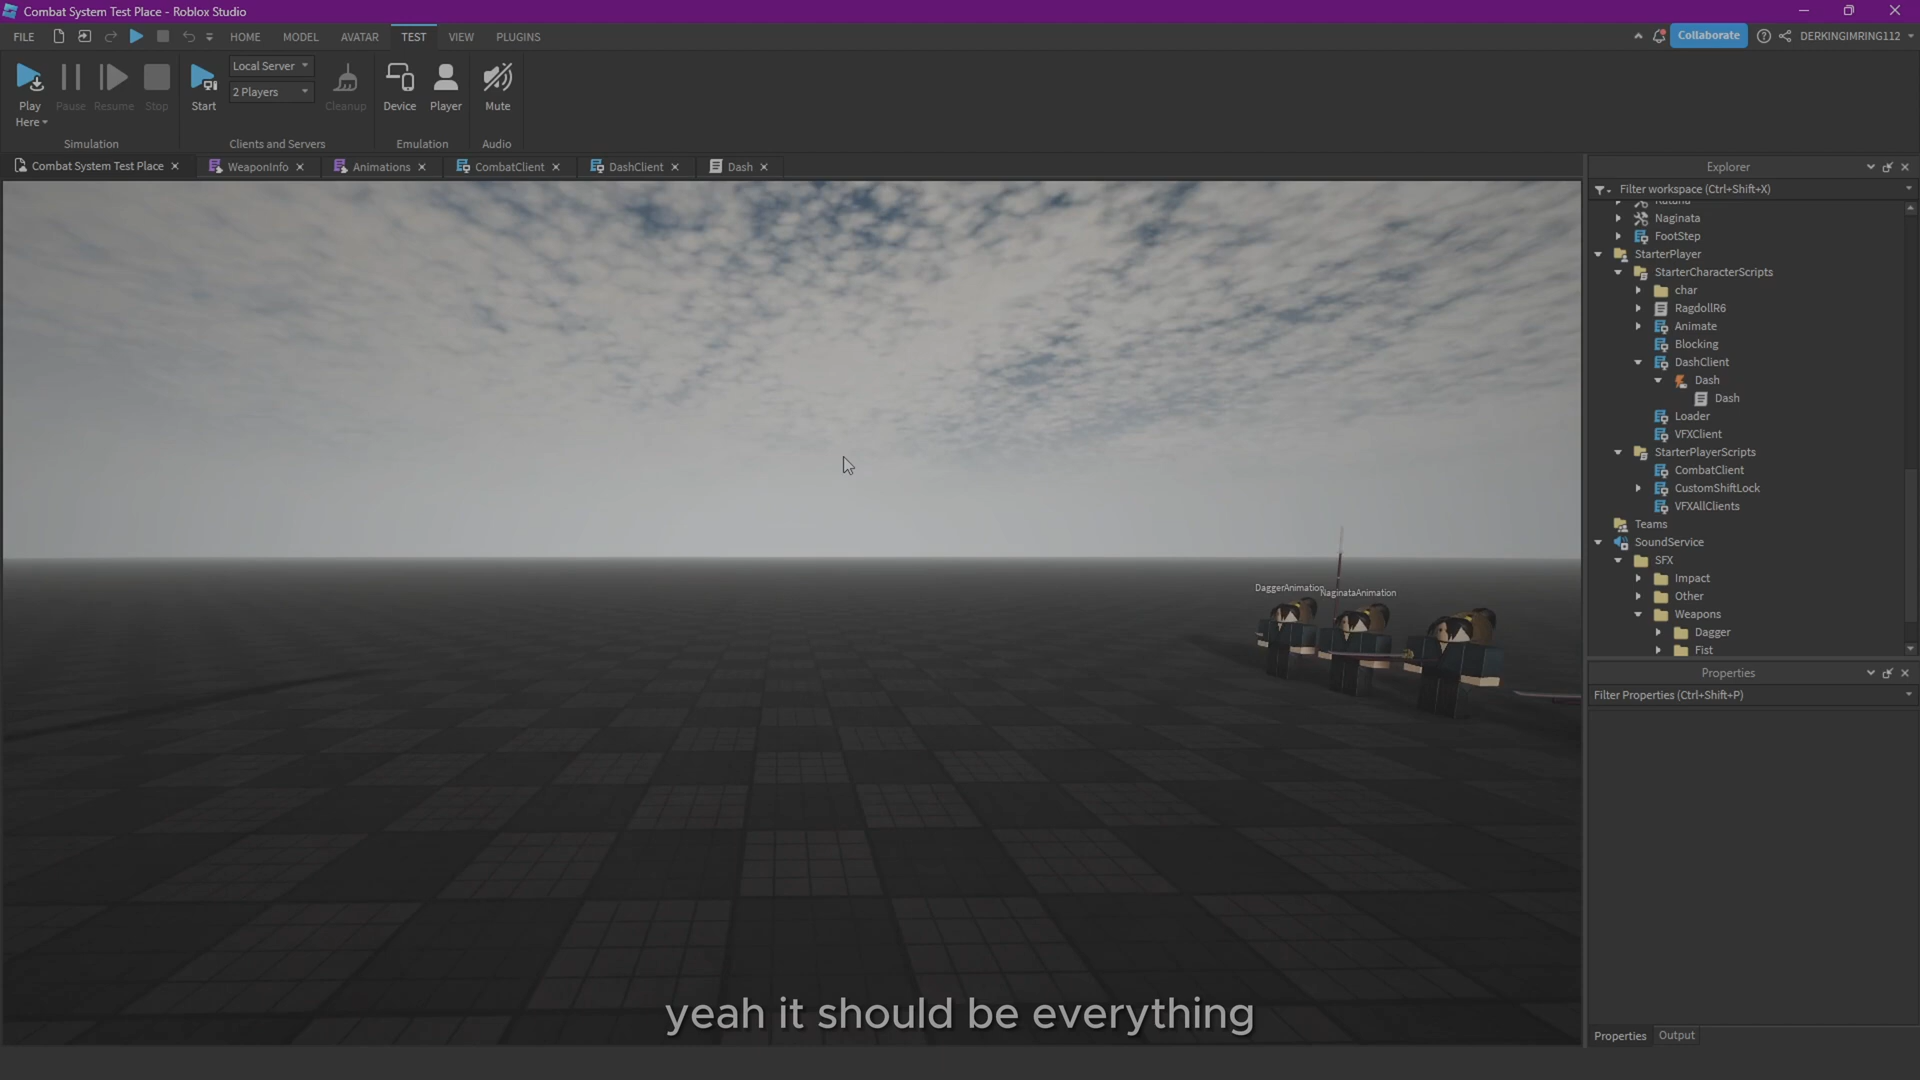 Combat System Test Place - Roblox Studio
FILE
HOME
MODEL
AVATAR
TEST
VIEW
PLUGINS
Collaborate
DERKINGIMRING112
Play
Here
Pause
Resume
Stop
Simulation
Start
Local Server
2 Players
Cleanup
Clients and Servers
Device
Player
Emulation
Mute
Audio
Combat System Test Place
WeaponInfo
Animations
CombatClient
DashClient
Dash
Explorer
Filter workspace (Ctrl+Shift+X)
Naginata
FootStep
StarterPlayer
StarterCharacterScripts
char
RagdollR6
Animate
Blocking
DashClient
Dash
Dash
Loader
VFXClient
StarterPlayerScripts
CombatClient
CustomShiftLock
VFXAllClients
Teams
SoundService
SFX
Impact
Other
Weapons
Dagger
Fist
Properties
Filter Properties (Ctrl+Shift+P)
DaggerAnimation
NaginataAnimation
yeah it should be everything
Properties
Output